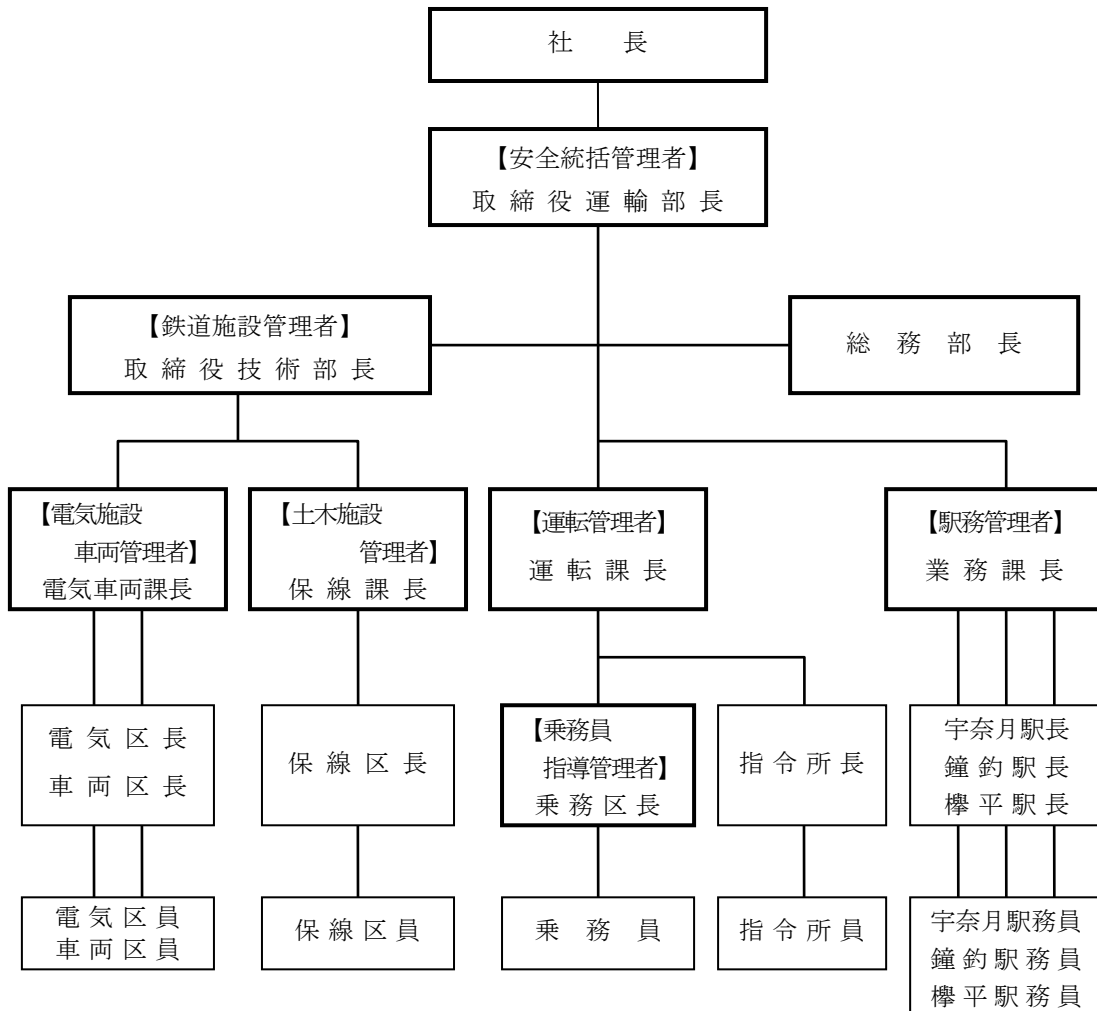 社長
【安全統括管理者】
取締役運輸部長
【鉄道施設管理者】
取締役技術部長
総務部長
【電気施設
車両管理者】
電気車両課長
【土木施設
管理者】
保線課長
【運転管理者】
運転課長
【駅務管理者】
業務課長
電気区長
車両区長
保線区長
【乗務員
指導管理者】
乗務区長
指令所長
宇奈月駅長
鐘釣駅長
欅平駅長
電気区員
車両区員
保線区員
乗務員
指令所員
宇奈月駅務員
鐘釣駅務員
欅平駅務員